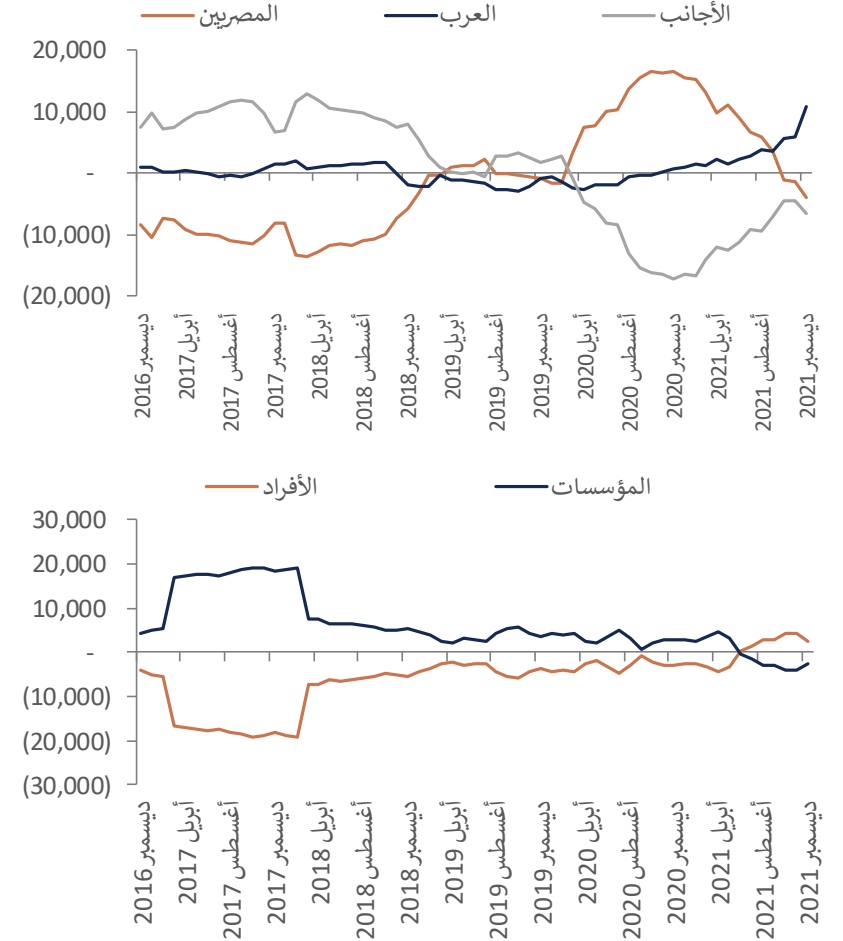 المصريين العرب الأجانب
20,000
10,000
-
(10,000)
(20,000)
ديسمبر 2016
أبريل 2017
أغسطس 2017
ديسمبر 2017
أبريل 2018
أغسطس 2018
ديسمبر 2018
أبريل 2019
أغسطس 2019
ديسمبر 2019
أبريل 2020
أغسطس 2020
ديسمبر 2020
أبريل 2021
أغسطس 2021
ديسمبر 2021
الأفراد المؤسسات
30,000
20,000
10,000
-
(10,000)
(20,000)
(30,000)
ديسمبر 2016
أبريل 2017
أغسطس 2017
ديسمبر 2017
أبريل 2018
أغسطس 2018
ديسمبر 2018
أبريل 2019
أغسطس 2019
ديسمبر 2019
أبريل 2020
أغسطس 2020
ديسمبر 2020
أبريل 2021
أغسطس 2021
ديسمبر 2021